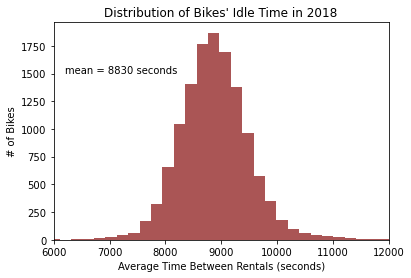 Distribution of Bikes' Idle Time in 2018
# of Bikes
1750
1500
1250
1000
750
500
250
0
mean = 8830 seconds
6000 7000 8000 9000 10000 11000 12000
Average Time Between Rentals (seconds)